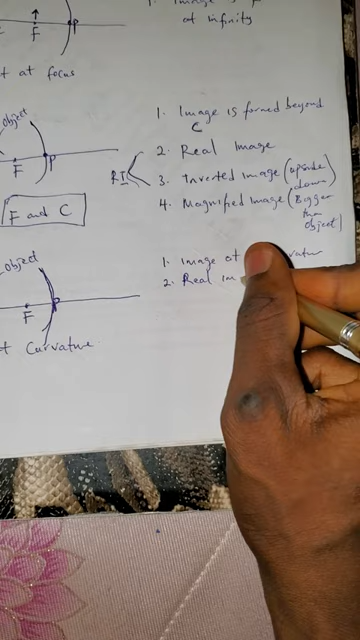 F
P
at infinity
at focus
object
F
P
F and C
1. Image is formed beyond
C
RI
2. Real Image
3. Inverted image (upside
down)
4. Magnified Image (Bigger
than
object)
object
F
P
Curvature.
1. Image at
2. Real im